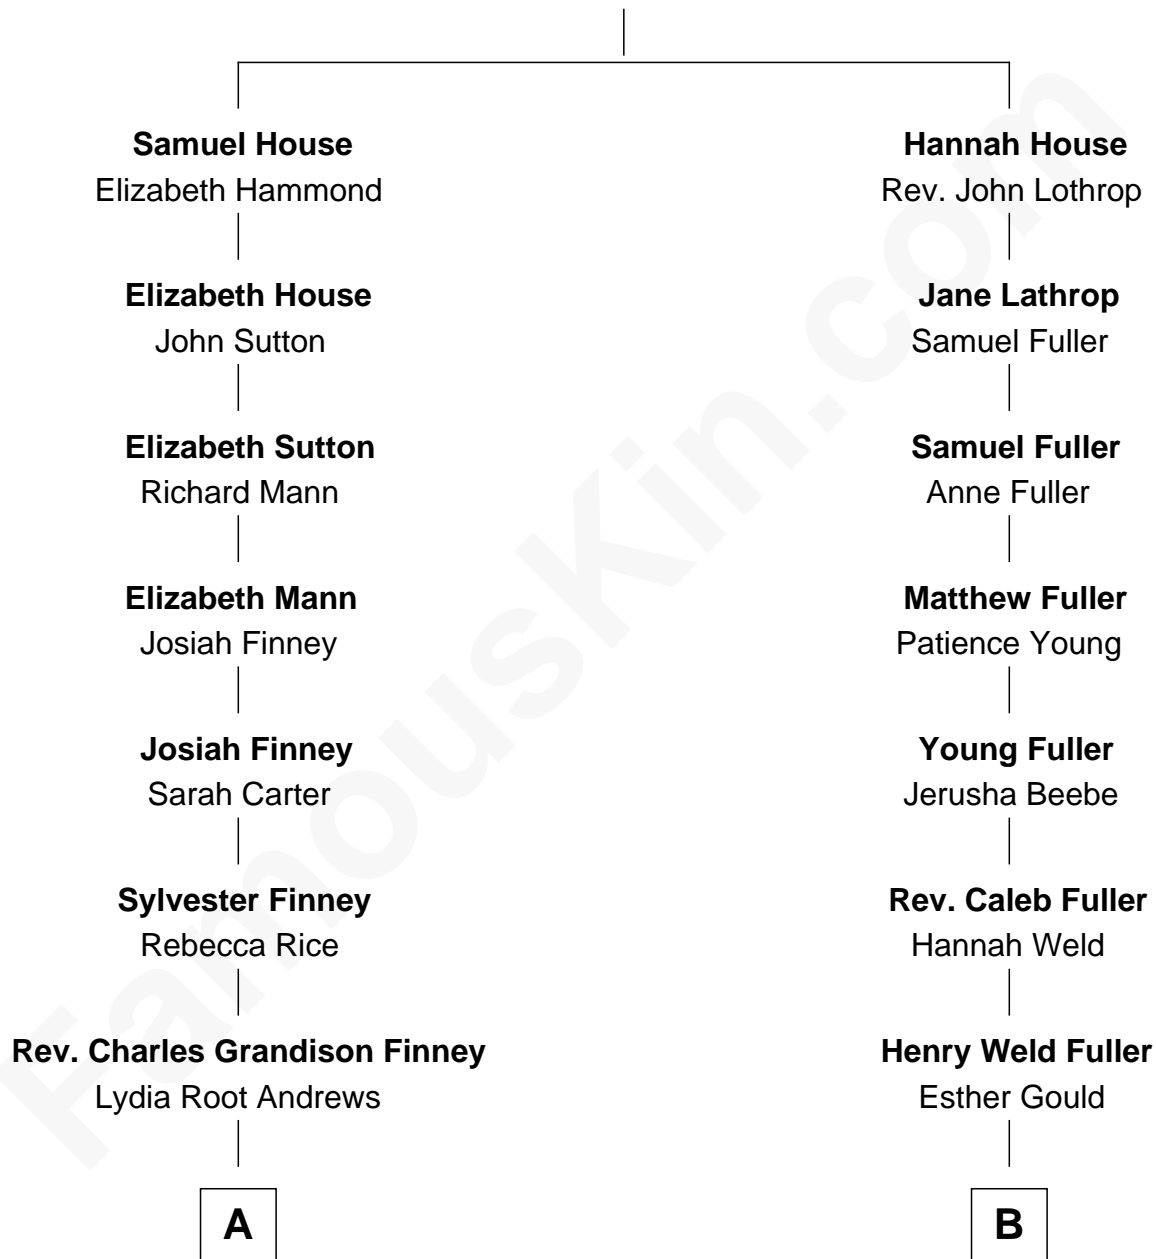 Samuel House
Elizabeth Hammond
Elizabeth House
John Sutton
Elizabeth Sutton
Richard Mann
Elizabeth Mann
Josiah Finney
Josiah Finney
Sarah Carter
Sylvester Finney
Rebecca Rice
Rev. Charles Grandison Finney
Lydia Root Andrews
A
Hannah House
Rev. John Lothrop
Jane Lathrop
Samuel Fuller
Samuel Fuller
Anne Fuller
Matthew Fuller
Patience Young
Young Fuller
Jerusha Beebe
Rev. Caleb Fuller
Hannah Weld
Henry Weld Fuller
Esther Gould
B
FamousKin.com